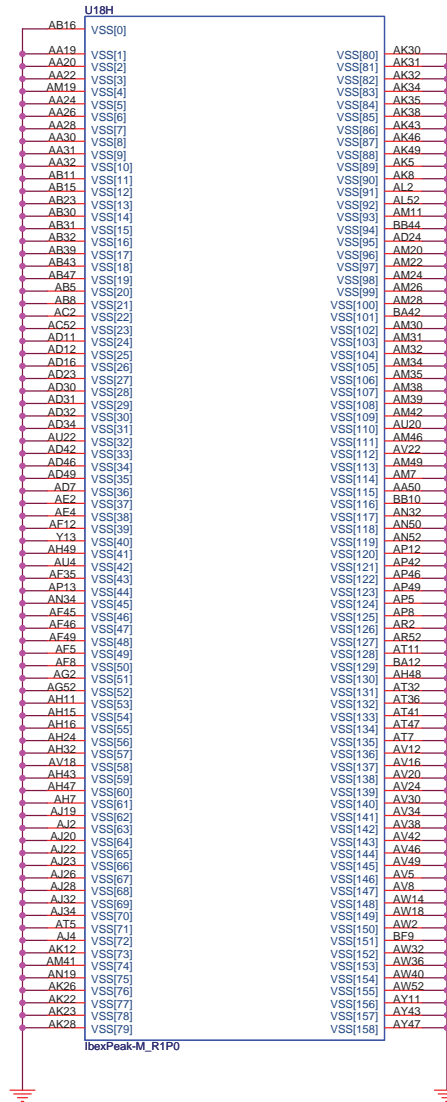 U18H
AB16 VSS[0]
AA19 VSS[1] VSS[80] AK30
AA20 VSS[2] VSS[81] AK31
AA22 VSS[3] VSS[82] AK32
AM19 VSS[4] VSS[83] AK34
AA24 VSS[5] VSS[84] AK35
AA26 VSS[6] VSS[85] AK38
AA28 VSS[7] VSS[86] AK43
AA30 VSS[8] VSS[87] AK46
AA31 VSS[9] VSS[88] AK49
AA32 VSS[10] VSS[89] AK5
AB11 VSS[11] VSS[90] AK8
AB15 VSS[12] VSS[91] AL2
AB23 VSS[13] VSS[92] AL52
AB30 VSS[14] VSS[93] AM11
AB31 VSS[15] VSS[94] BB44
AB32 VSS[16] VSS[95] AD24
AB39 VSS[17] VSS[96] AM20
AB43 VSS[18] VSS[97] AM22
AB47 VSS[19] VSS[98] AM24
AB5 VSS[20] VSS[99] AM26
AB8 VSS[21] VSS[100] AM28
AC2 VSS[22] VSS[101] BA42
AC52 VSS[23] VSS[102] AM30
AD11 VSS[24] VSS[103] AM31
AD12 VSS[25] VSS[104] AM32
AD16 VSS[26] VSS[105] AM34
AD23 VSS[27] VSS[106] AM35
AD30 VSS[28] VSS[107] AM38
AD31 VSS[29] VSS[108] AM39
AD32 VSS[30] VSS[109] AM42
AD34 VSS[31] VSS[110] AU20
AU22 VSS[32] VSS[111] AM46
AD42 VSS[33] VSS[112] AV22
AD46 VSS[34] VSS[113] AM49
AD49 VSS[35] VSS[114] AM7
AD7 VSS[36] VSS[115] AA50
AE2 VSS[37] VSS[116] BB10
AE4 VSS[38] VSS[117] AN32
AF12 VSS[39] VSS[118] AN50
Y13 VSS[40] VSS[119] AN52
AH49 VSS[41] VSS[120] AP12
AU4 VSS[42] VSS[121] AP42
AF35 VSS[43] VSS[122] AP46
AP13 VSS[44] VSS[123] AP49
AN34 VSS[45] VSS[124] AP5
AF45 VSS[46] VSS[125] AP8
AF46 VSS[47] VSS[126] AR2
AF49 VSS[48] VSS[127] AR52
AF5 VSS[49] VSS[128] AT11
AF8 VSS[50] VSS[129] BA12
AG2 VSS[51] VSS[130] AH48
AG52 VSS[52] VSS[131] AT32
AH11 VSS[53] VSS[132] AT36
AH15 VSS[54] VSS[133] AT41
AH16 VSS[55] VSS[134] AT47
AH24 VSS[56] VSS[135] AT7
AH32 VSS[57] VSS[136] AV12
AV18 VSS[58] VSS[137] AV16
AH43 VSS[59] VSS[138] AV20
AH47 VSS[60] VSS[139] AV24
AH7 VSS[61] VSS[140] AV30
AJ19 VSS[62] VSS[141] AV34
AJ2 VSS[63] VSS[142] AV38
AJ20 VSS[64] VSS[143] AV42
AJ22 VSS[65] VSS[144] AV46
AJ23 VSS[66] VSS[145] AV49
AJ26 VSS[67] VSS[146] AV5
AJ28 VSS[68] VSS[147] AV8
AJ32 VSS[69] VSS[148] AW14
AJ34 VSS[70] VSS[149] AW18
AT5 VSS[71] VSS[150] AW2
AJ4 VSS[72] VSS[151] BF9
AK12 VSS[73] VSS[152] AW32
AM41 VSS[74] VSS[153] AW36
AN19 VSS[75] VSS[154] AW40
AK26 VSS[76] VSS[155] AW52
AK22 VSS[77] VSS[156] AY11
AK23 VSS[78] VSS[157] AY43
AK28 VSS[79] VSS[158] AY47
IbexPeak-M_R1P0